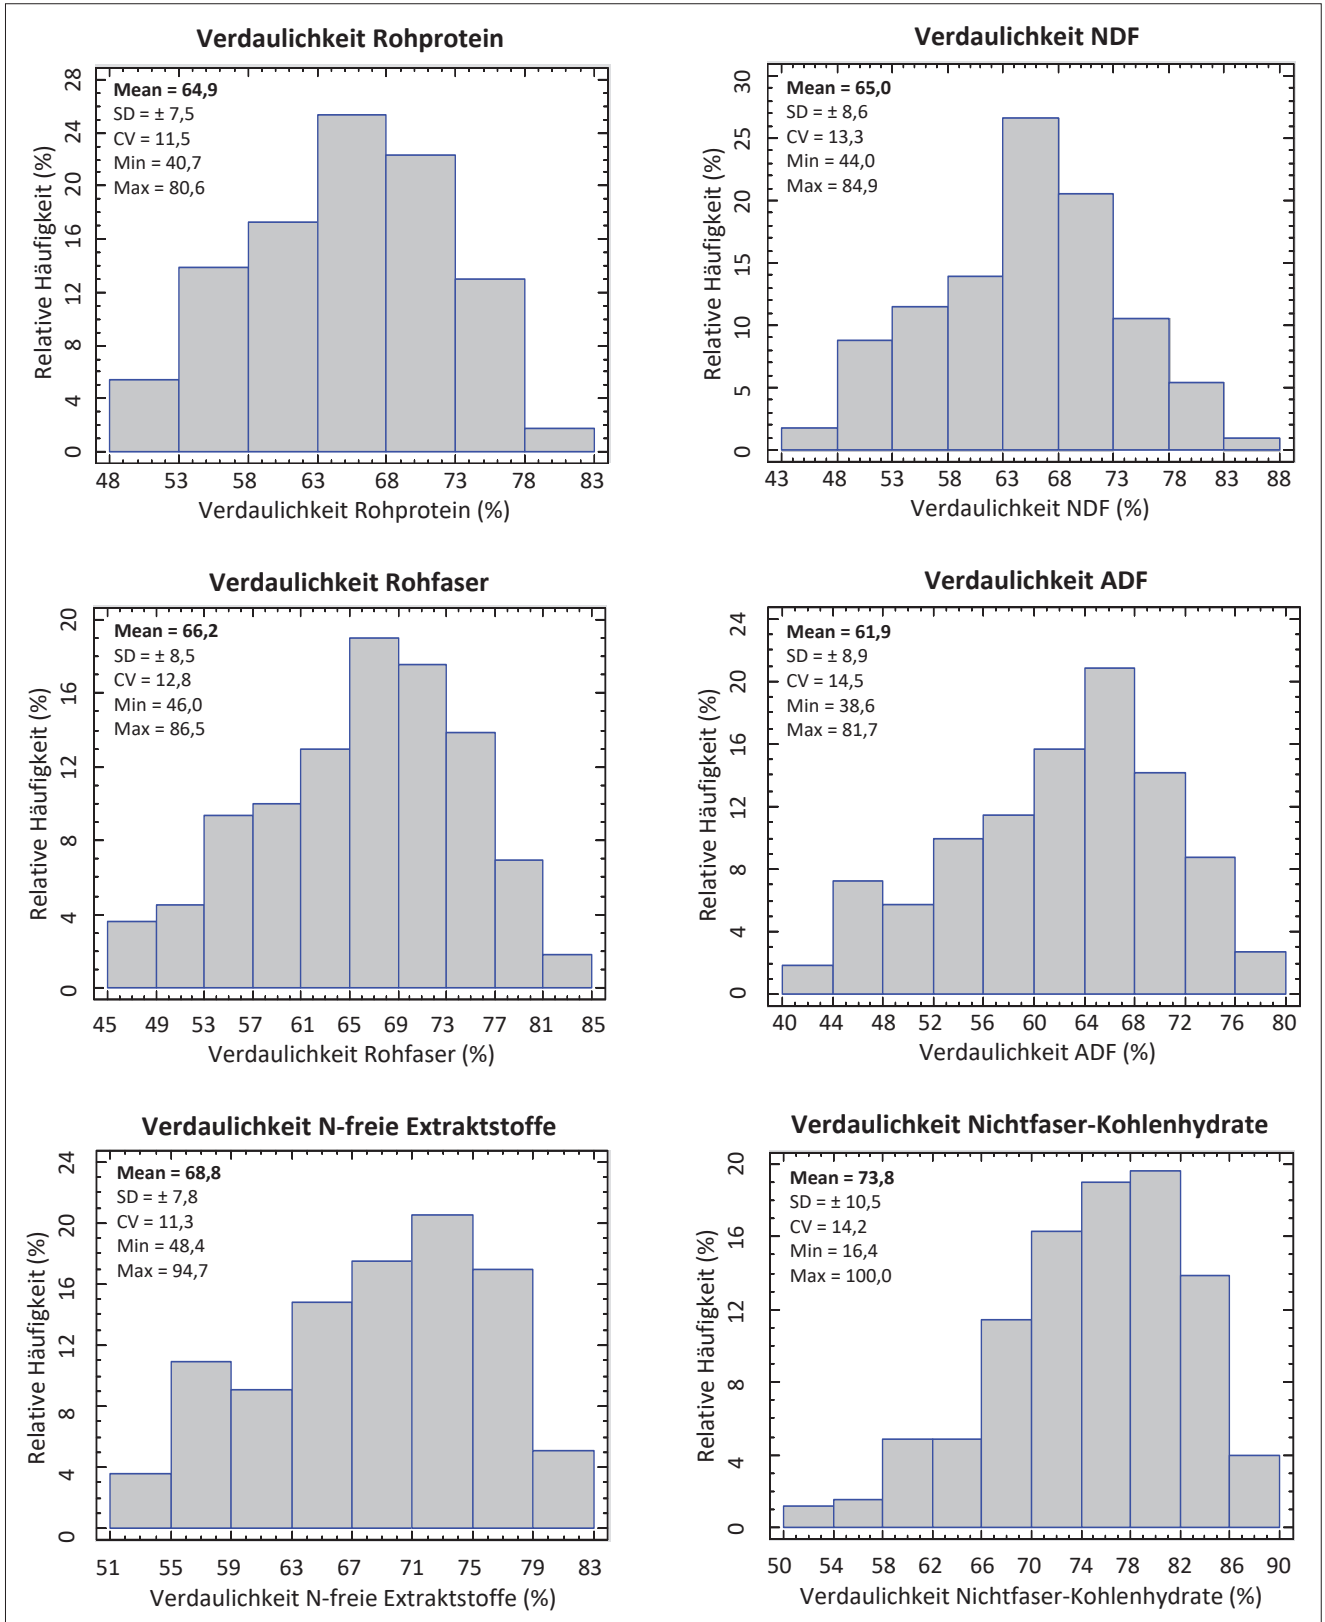 Verdaulichkeit Rohprotein
Mean = 64,9
SD = ± 7,5
CV = 11,5
Min = 40,7
Max = 80,6
Relative Häufigkeit (%)
28
24
20
16
12
8
4
0
48 53 58 63 68 73 78 83
Verdaulichkeit Rohprotein (%)
Verdaulichkeit NDF
Mean = 65,0
SD = ± 8,6
CV = 13,3
Min = 44,0
Max = 84,9
Relative Häufigkeit (%)
30
25
20
15
10
5
0
43 48 53 58 63 68 73 78 83 88
Verdaulichkeit NDF (%)
Verdaulichkeit Rohfaser
Mean = 66,2
SD = ± 8,5
CV = 12,8
Min = 46,0
Max = 86,5
Relative Häufigkeit (%)
20
16
12
8
4
0
45 49 53 57 61 65 69 73 77 81 85
Verdaulichkeit Rohfaser (%)
Verdaulichkeit ADF
Mean = 61,9
SD = ± 8,9
CV = 14,5
Min = 38,6
Max = 81,7
Relative Häufigkeit (%)
24
20
16
12
8
4
0
40 44 48 52 56 60 64 68 72 76 80
Verdaulichkeit ADF (%)
Verdaulichkeit N-freie Extraktstoffe
Mean = 68,8
SD = ± 7,8
CV = 11,3
Min = 48,4
Max = 94,7
Relative Häufigkeit (%)
24
20
16
12
8
4
0
51 55 59 63 67 71 75 79 83
Verdaulichkeit N-freie Extraktstoffe (%)
Verdaulichkeit Nichtfaser-Kohlenhydrate
Mean = 73,8
SD = ± 10,5
CV = 14,2
Min = 16,4
Max = 100,0
Relative Häufigkeit (%)
20
16
12
8
4
0
50 54 58 62 66 70 74 78 82 86 90
Verdaulichkeit Nichtfaser-Kohlenhydrate (%)